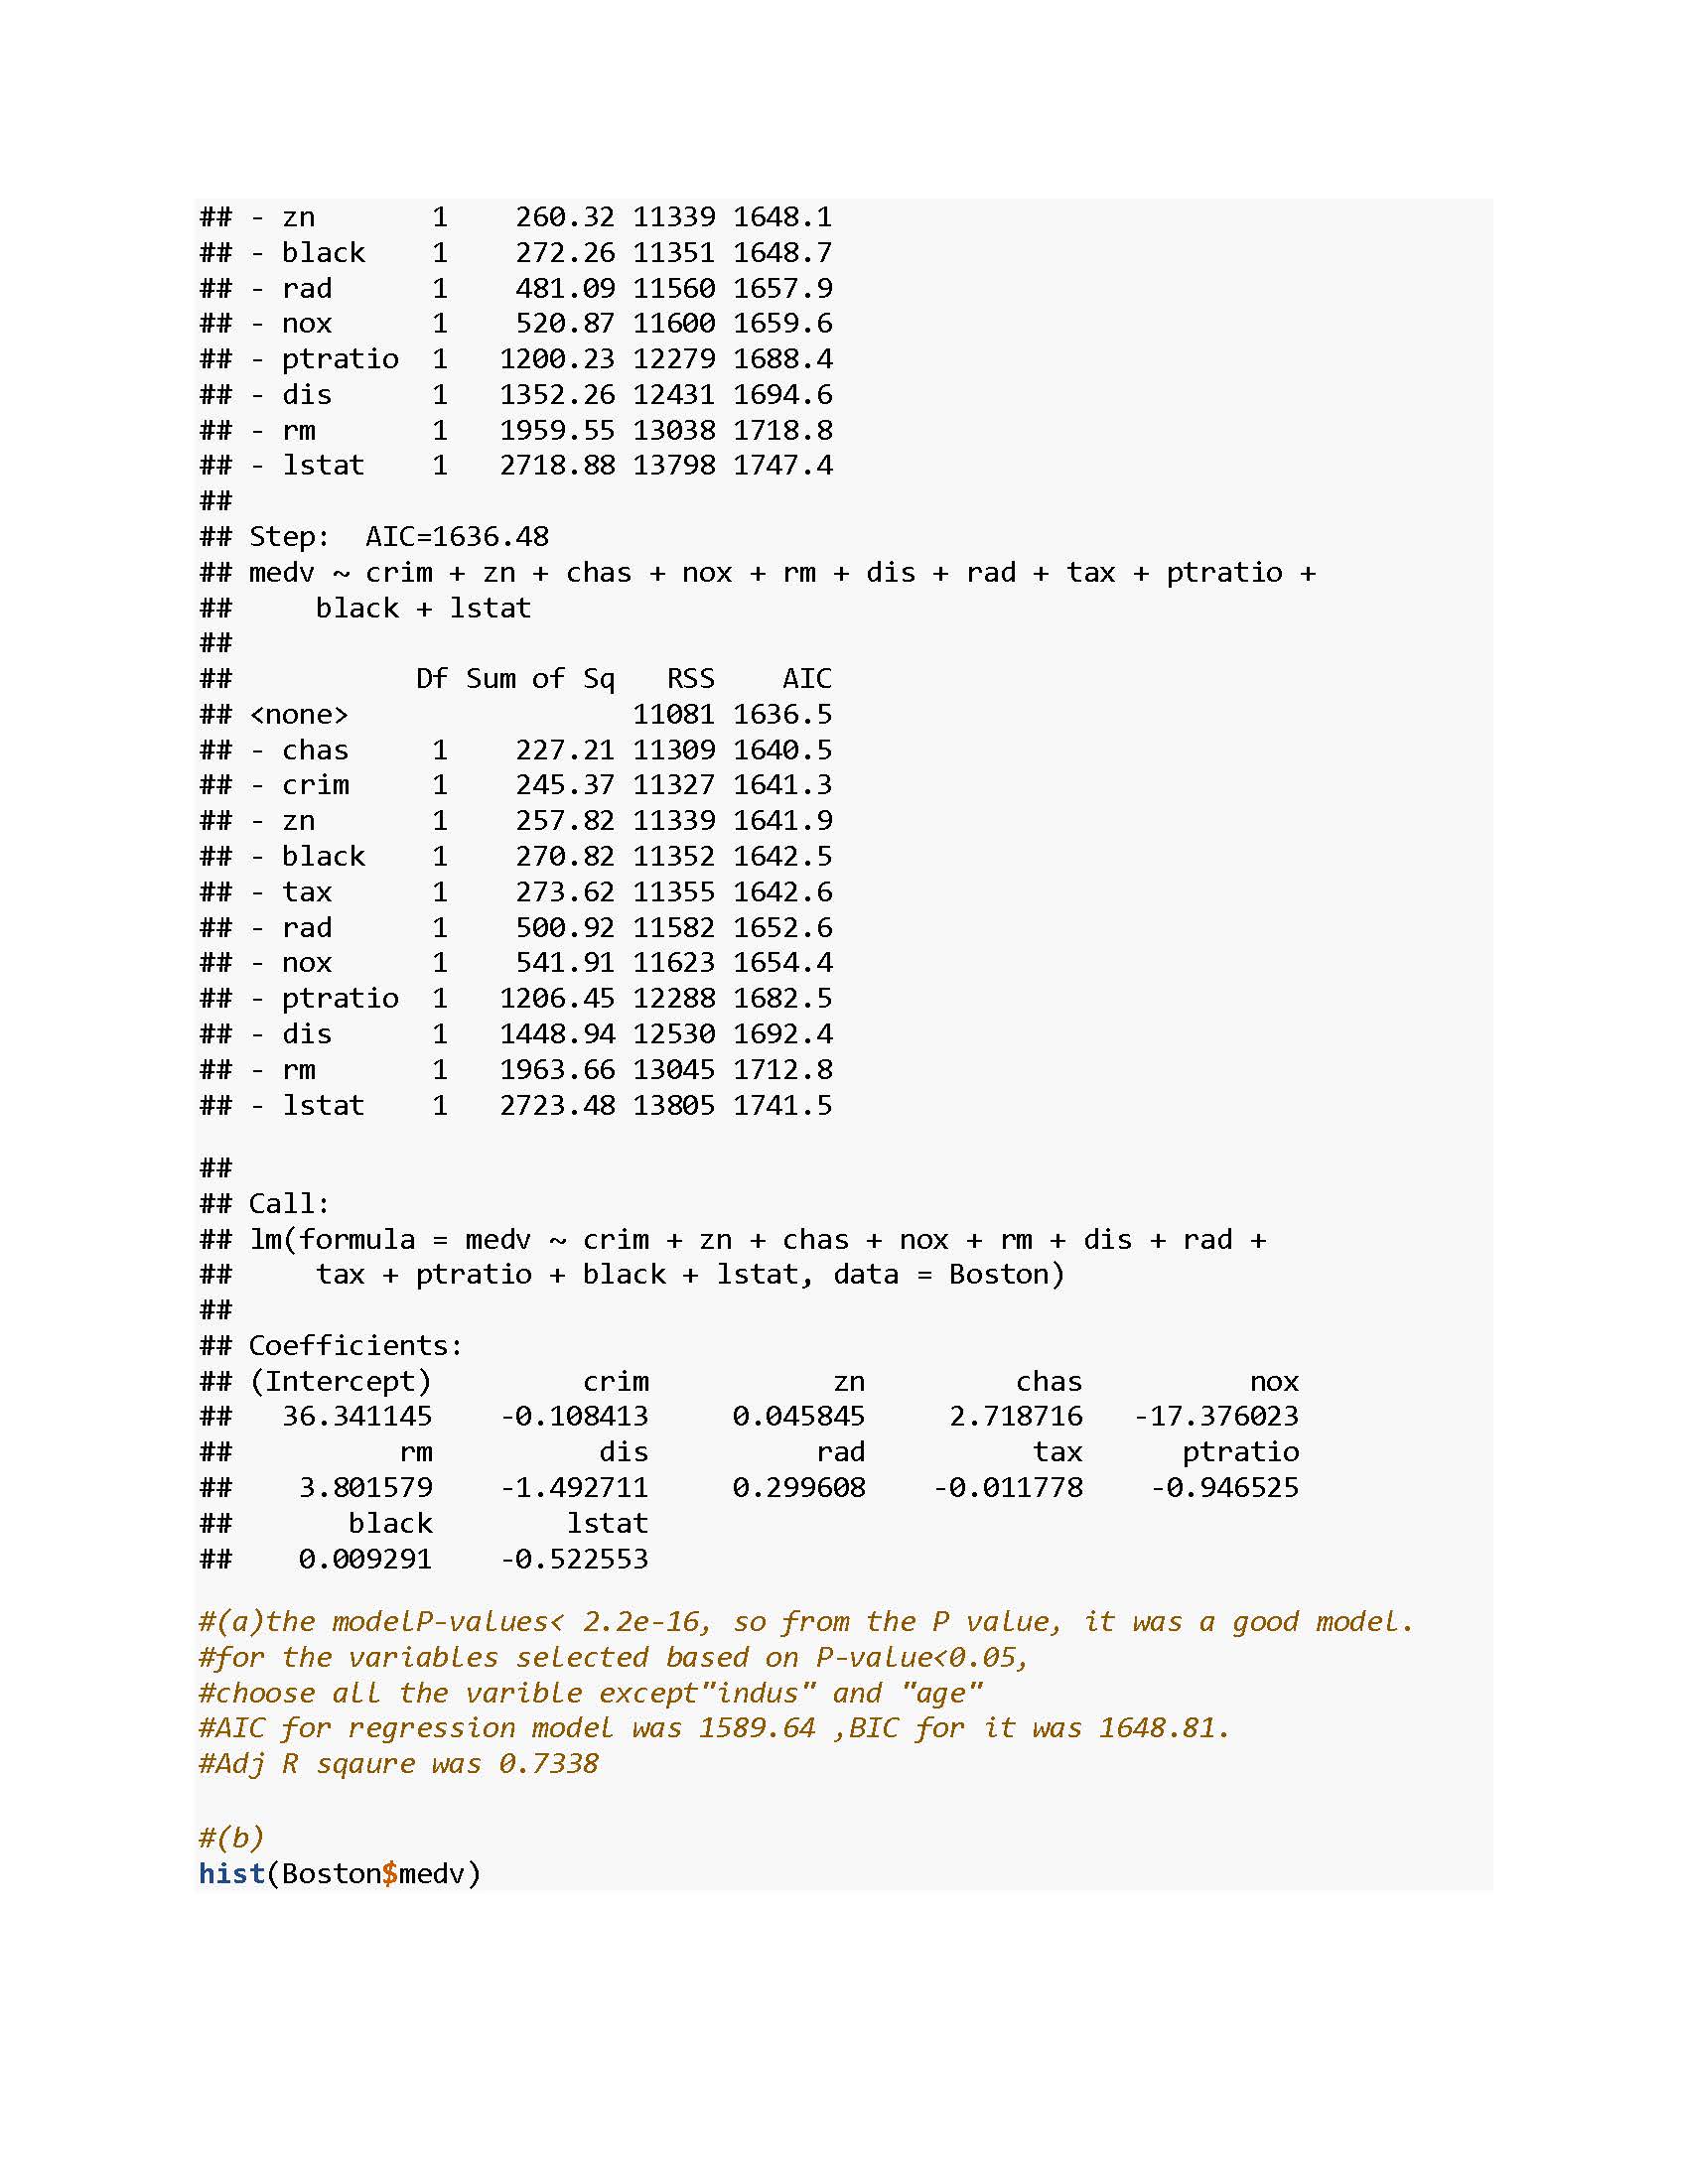 ## - zn       1    260.32 11339 1648.1
## - black    1    272.26 11351 1648.7
## - rad      1    481.09 11560 1657.9
## - nox      1    520.87 11600 1659.6
## - ptratio  1   1200.23 12279 1688.4
## - dis      1   1352.26 12431 1694.6
## - rm       1   1959.55 13038 1718.8
## - lstat    1   2718.88 13798 1747.4
##
## Step:  AIC=1636.48
## medv ~ crim + zn + chas + nox + rm + dis + rad + tax + ptratio +
##     black + lstat
##
##           Df Sum of Sq   RSS    AIC
## <none>                 11081 1636.5
## - chas     1    227.21 11309 1640.5
## - crim     1    245.37 11327 1641.3
## - zn       1    257.82 11339 1641.9
## - black    1    270.82 11352 1642.5
## - tax      1    273.62 11355 1642.6
## - rad      1    500.92 11582 1652.6
## - nox      1    541.91 11623 1654.4
## - ptratio  1   1206.45 12288 1682.5
## - dis      1   1448.94 12530 1692.4
## - rm       1   1963.66 13045 1712.8
## - lstat    1   2723.48 13805 1741.5
##
## Call:
## lm(formula = medv ~ crim + zn + chas + nox + rm + dis + rad +
##     tax + ptratio + black + lstat, data = Boston)
##
## Coefficients:
## (Intercept)         crim           zn         chas          nox
##   36.341145    -0.108413     0.045845     2.718716   -17.376023
##          rm          dis          rad          tax      ptratio
##    3.801579    -1.492711     0.299608    -0.011778    -0.946525
##       black        lstat
##    0.009291    -0.522553
#(a)the modelP-values< 2.2e-16, so from the P value, it was a good model.
#for the variables selected based on P-value<0.05,
#choose all the varible except"indus" and "age"
#AIC for regression model was 1589.64 ,BIC for it was 1648.81.
#Adj R sqaure was 0.7338
#(b)
hist(Boston$medv)